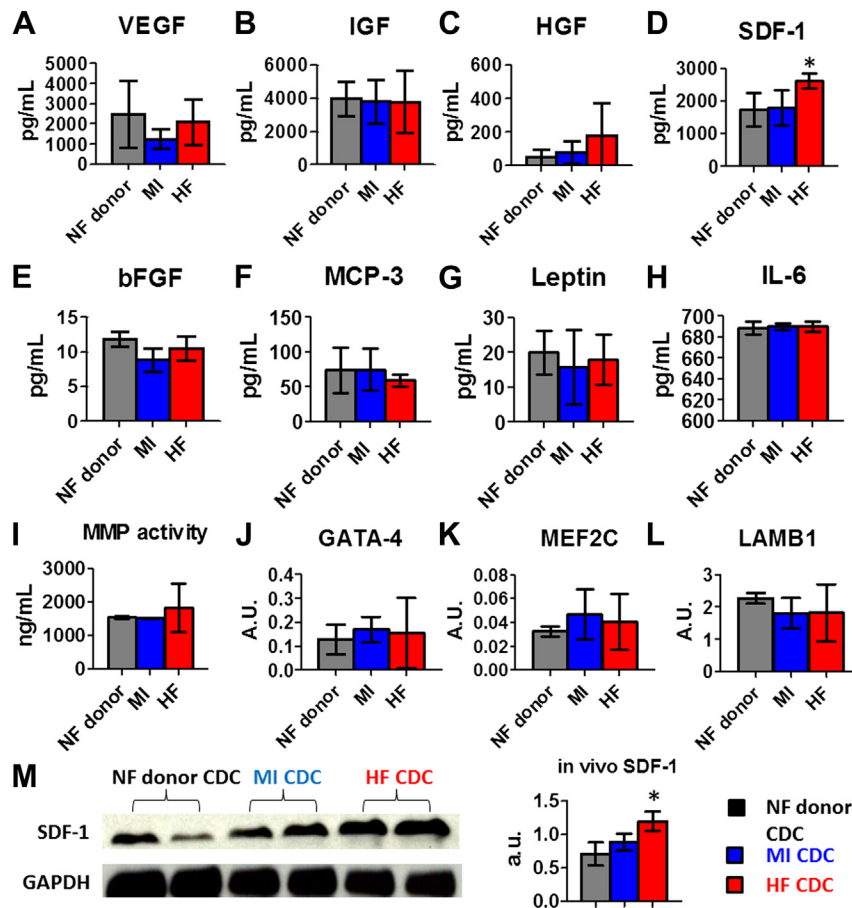 A VEGF
pg/mL
5000
4000
3000
2000
1000
0
NF donor
MI
HF
B IGF
pg/mL
8000
6000
4000
2000
0
NF donor
MI
HF
C HGF
pg/mL
600
400
200
0
NF donor
MI
HF
D SDF-1
pg/mL
3000
2000
1000
0
*
NF donor
MI
HF
E bFGF
pg/mL
15
10
5
0
NF donor
MI
HF
F MCP-3
pg/mL
150
100
50
0
NF donor
MI
HF
G Leptin
pg/mL
30
20
10
0
NF donor
MI
HF
H IL-6
pg/mL
700
680
660
640
620
600
NF donor
MI
HF
I MMP activity
ng/mL
3000
2000
1000
0
NF donor
MI
HF
J GATA-4
A.U.
0.4
0.3
0.2
0.1
0.0
NF donor
MI
HF
K MEF2C
A.U.
0.08
0.06
0.04
0.02
0.00
NF donor
MI
HF
L LAMB1
A.U.
3
2
1
0
NF donor
MI
HF
M
NF donor CDC MI CDC HF CDC
SDF-1
GAPDH
in vivo SDF-1
a.u.
1.5
1.0
0.5
0.0
*
NF donor
CDC
MI CDC
HF CDC